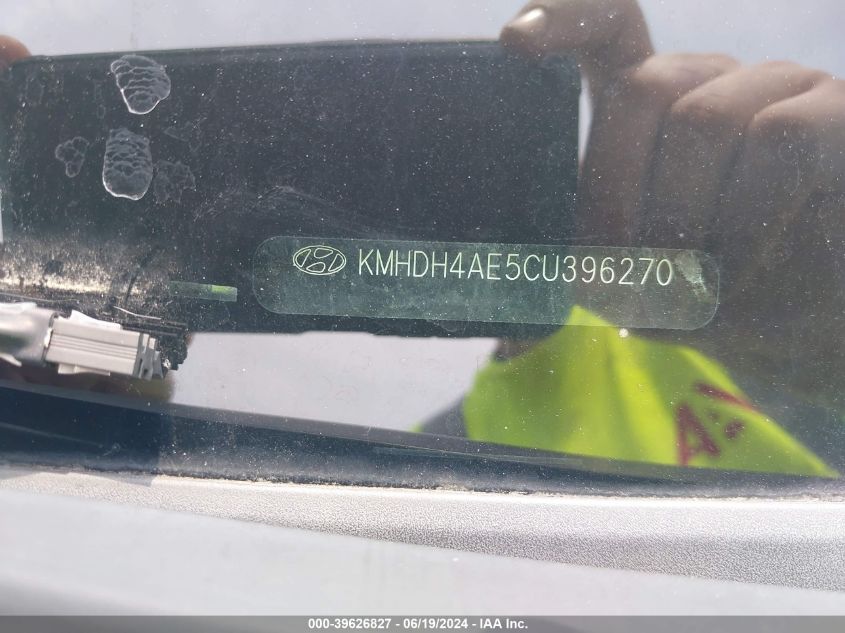 KMHDH4AE5CU396270
000-39626827 - 06/19/2024 - IAA Inc.